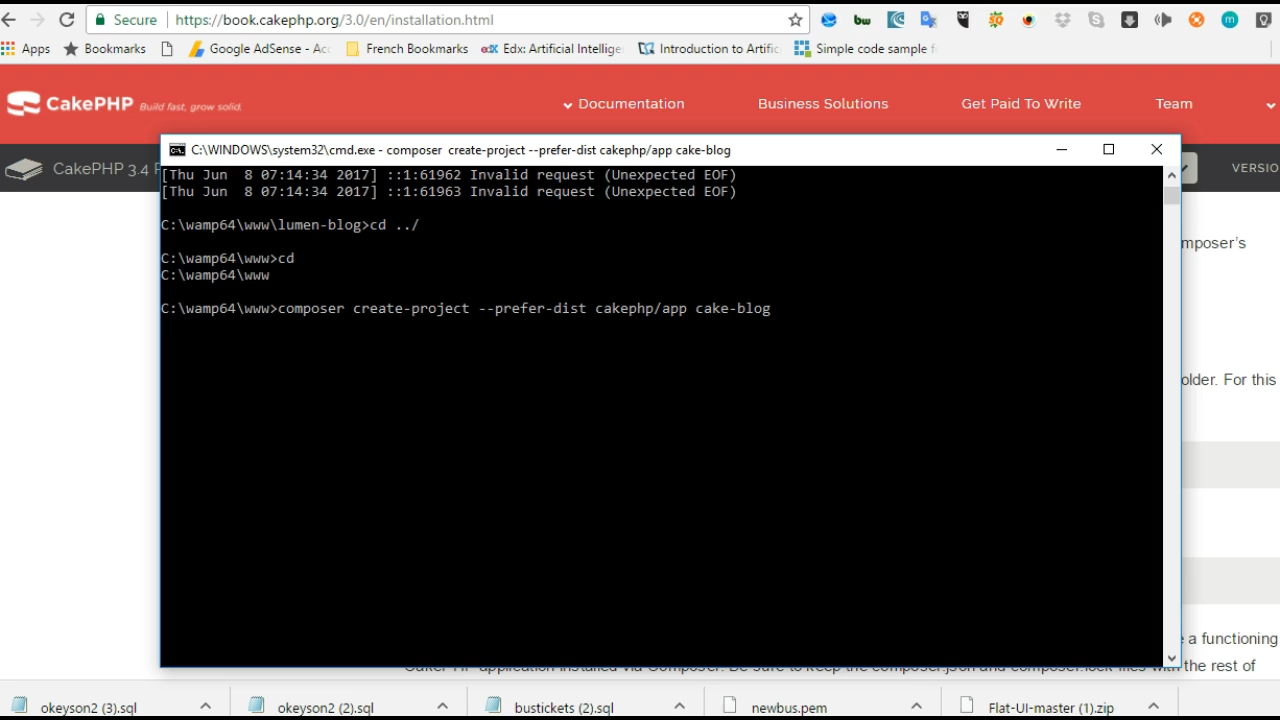 Secure https://book.cakephp.org/3.0/en/installation.html
Apps Bookmarks Google AdSense - Acc French Bookmarks edX Edx: Artificial Intellige Introduction to Artific Simple code sample f
CakePHP Build fast, grow solid. Documentation Business Solutions Get Paid To Write Team
C:\WINDOWS\system32\cmd.exe - composer create-project --prefer-dist cakephp/app cake-blog
CakePHP 3.4 VERSIO
[Thu Jun 8 07:14:34 2017] ::1:61962 Invalid request (Unexpected EOF)
[Thu Jun 8 07:14:34 2017] ::1:61963 Invalid request (Unexpected EOF)
C:\wamp64\www\lumen-blog>cd ../
mposer's
C:\wamp64\www>cd
C:\wamp64\www
C:\wamp64\www>composer create-project --prefer-dist cakephp/app cake-blog
older. For this
a functioning
the rest of
okeyson2 (3).sql okeyson2 (2).sql bustickets (2).sql newbus.pem Flat-UI-master (1).zip